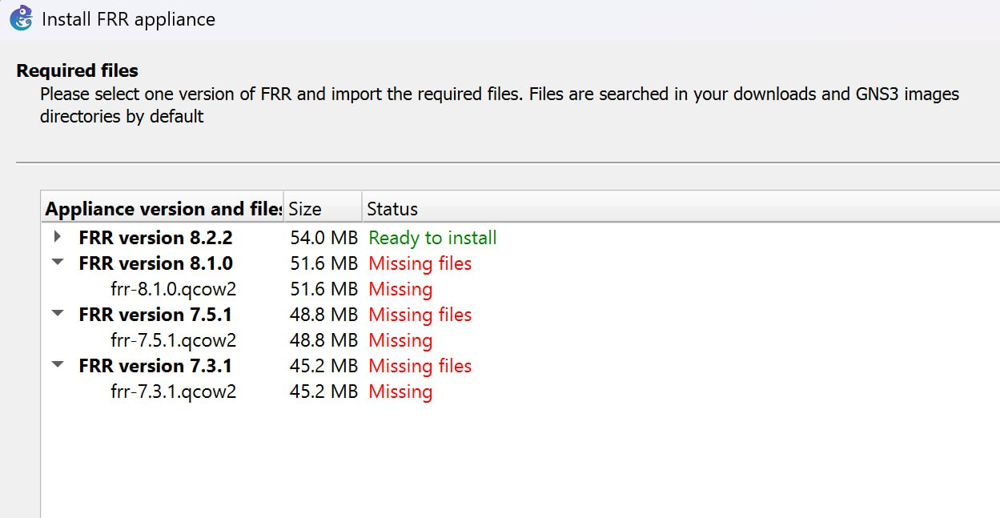 Install FRR appliance
Required files
Please select one version of FRR and import the required files. Files are searched in your downloads and GNS3 images
directories by default
Appliance version and files Size Status
FRR version 8.2.2 54.0 MB Ready to install
FRR version 8.1.0 51.6 MB Missing files
frr-8.1.0.qcow2 51.6 MB Missing
FRR version 7.5.1 48.8 MB Missing files
frr-7.5.1.qcow2 48.8 MB Missing
FRR version 7.3.1 45.2 MB Missing files
frr-7.3.1.qcow2 45.2 MB Missing